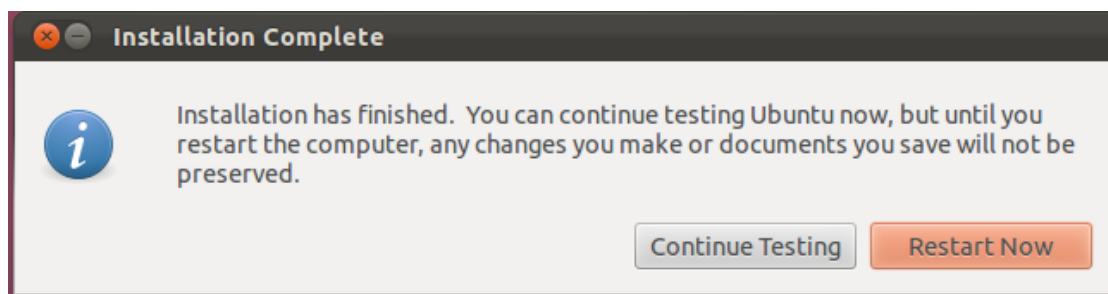 Installation Complete
Installation has finished.  You can continue testing Ubuntu now, but until you
restart the computer, any changes you make or documents you save will not be
preserved.
Continue Testing
Restart Now